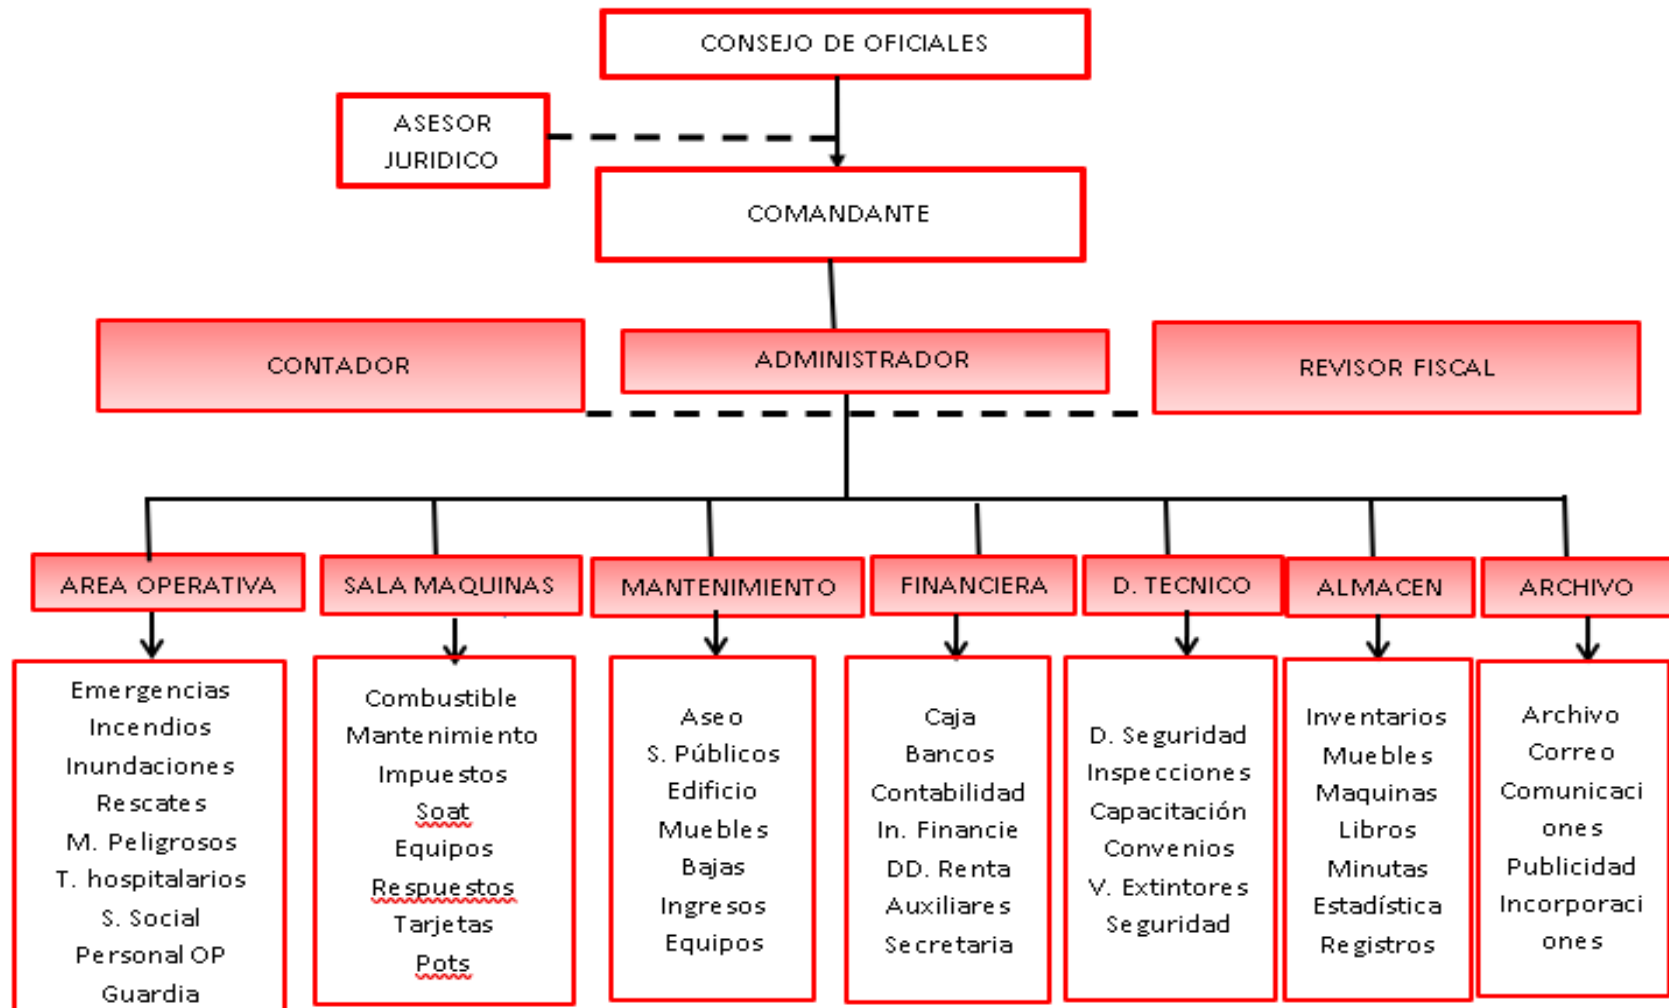 CONSEJO DE OFICIALES
ASESOR
JURIDICO
COMANDANTE
CONTADOR
ADMINISTRADOR
REVISOR FISCAL
AREA OPERATIVA
SALA MAQUINAS
MANTENIMIENTO
FINANCIERA
D. TECNICO
ALMACEN
ARCHIVO
Emergencias
Incendios
Inundaciones
Rescates
M. Peligrosos
T. hospitalarios
S. Social
Personal OP
Guardia
Combustible
Mantenimiento
Impuestos
Soat
Equipos
Respuestos
Tarjetas
Pots
Aseo
S. Públicos
Edificio
Muebles
Bajas
Ingresos
Equipos
Caja
Bancos
Contabilidad
In. Financie
DD. Renta
Auxiliares
Secretaria
D. Seguridad
Inspecciones
Capacitación
Convenios
V. Extintores
Seguridad
Inventarios
Muebles
Maquinas
Libros
Minutas
Estadística
Registros
Archivo
Correo
Comunicaci
ones
Publicidad
Incorporaci
ones